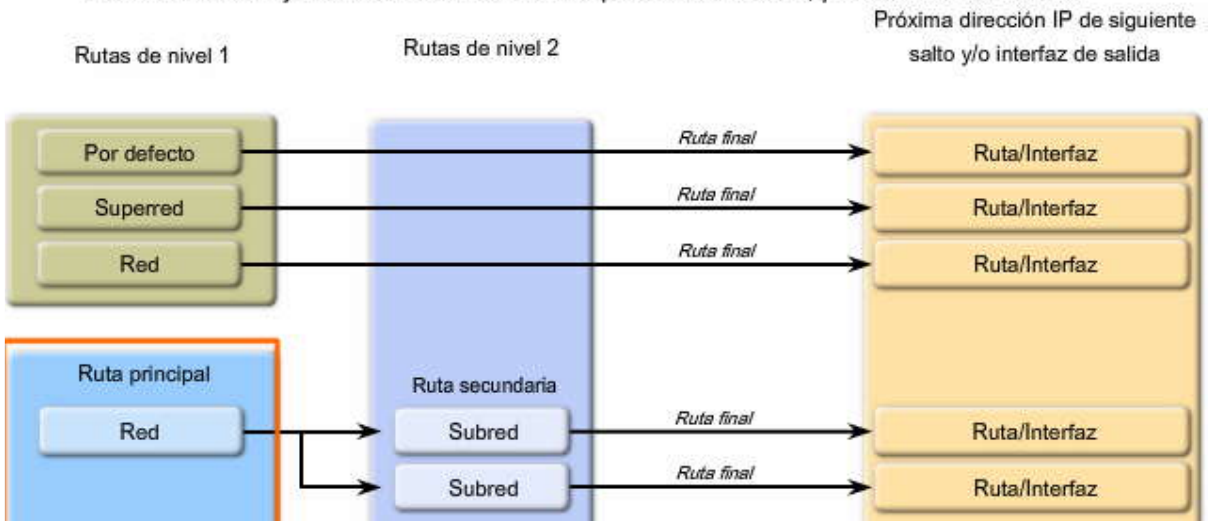 Próxima dirección IP de siguiente
salto y/o interfaz de salida
Rutas de nivel 1
Rutas de nivel 2
Por defecto
Ruta final
Ruta/Interfaz
Superred
Ruta final
Ruta/Interfaz
Red
Ruta final
Ruta/Interfaz
Ruta principal
Ruta secundaria
Red
Subred
Ruta final
Ruta/Interfaz
Subred
Ruta final
Ruta/Interfaz